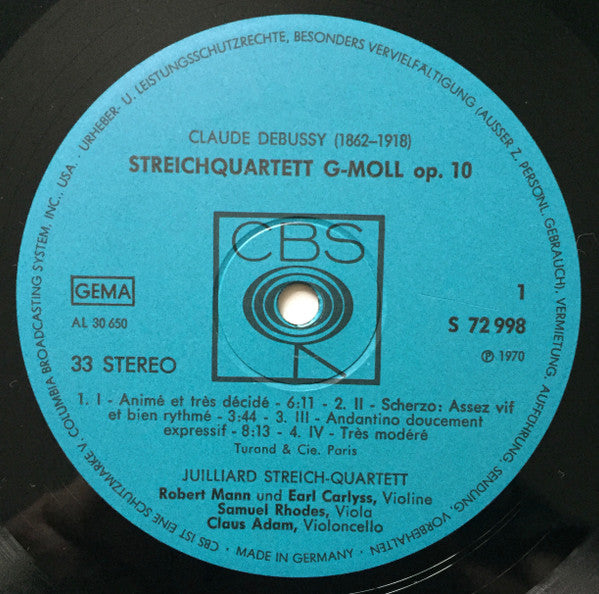 URHEBER- U. LEISTUNGSSCHUTZRECHTE, BESONDERS VERVIELFÄLTIGUNG (AUSSER Z. PERSONL. GEBRAUCH), VERMIETUNG, AUFFÜHRUNG, SENDUNG, VORBEHALTEN
CLAUDE DEBUSSY (1862-1918)
STREICHQUARTETT G-MOLL op. 10
CBS
GEMA
AL 30 650
33 STEREO
1
S 72 998
Ⓟ 1970
1. I - Animé et très décidé - 6:11 - 2. II - Scherzo: Assez vif
et bien rythmé - 3:44 - 3. III - Andantino doucement
expressif - 8:13 - 4. IV - Très modéré
Turand & Cie. Paris
JUILLIARD STREICH-QUARTETT
Robert Mann und Earl Carlyss, Violine
Samuel Rhodes, Viola
Claus Adam, Violoncello
CBS IST EINE SCHUTZMARKE V. COLUMBIA BROADCASTING SYSTEM, INC., USA ·
· MADE IN GERMANY ·